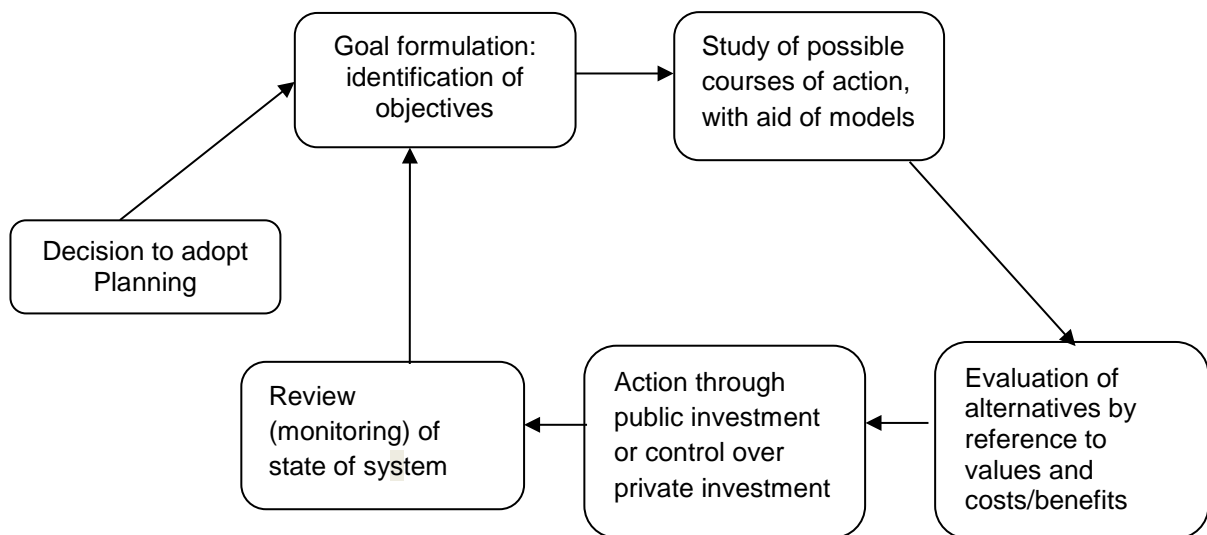 Goal formulation:
identification of
objectives
Study of possible
courses of action,
with aid of models
Decision to adopt
Planning
Review
(monitoring) of
state of system
Action through
public investment
or control over
private investment
Evaluation of
alternatives by
reference to
values and
costs/benefits